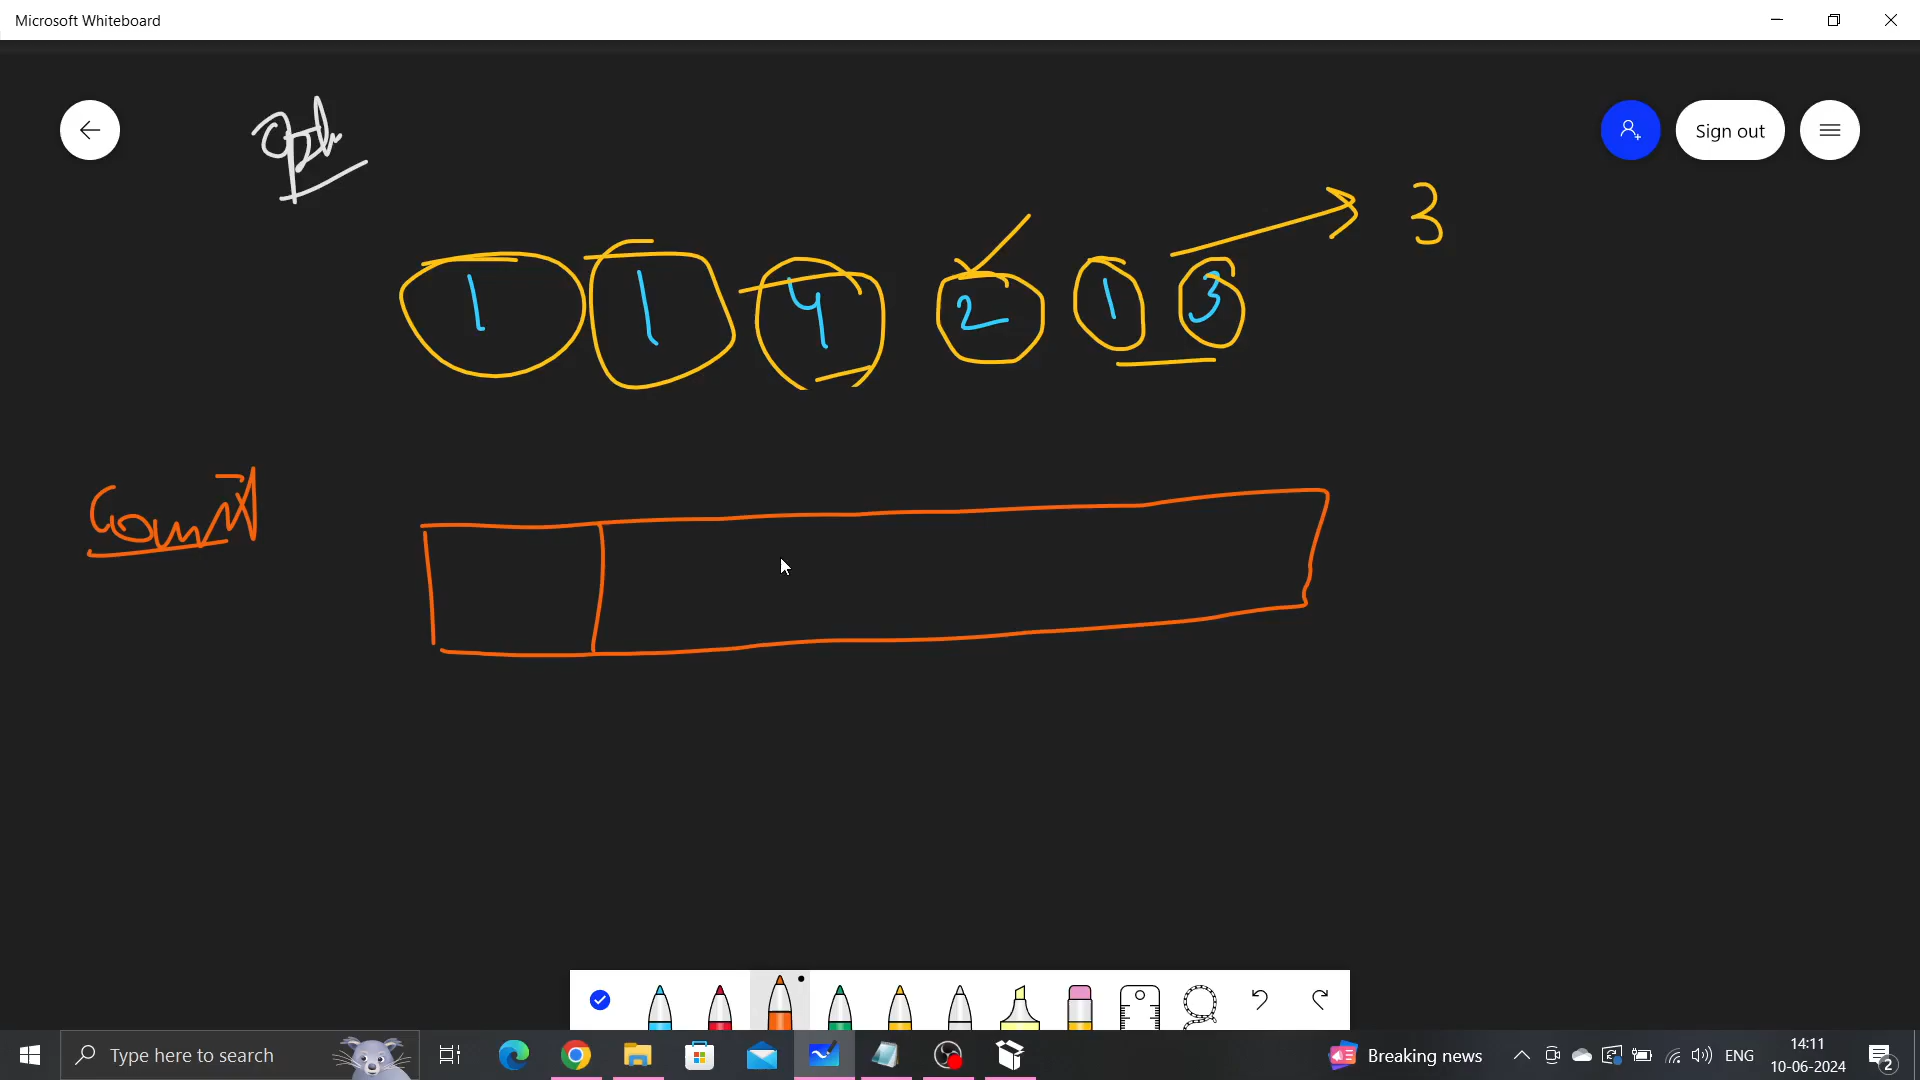 Microsoft Whiteboard
Sign out
3
1 1 4 2 1 3
Count
Type here to search
Breaking news
ENG
14:11
10-06-2024
2